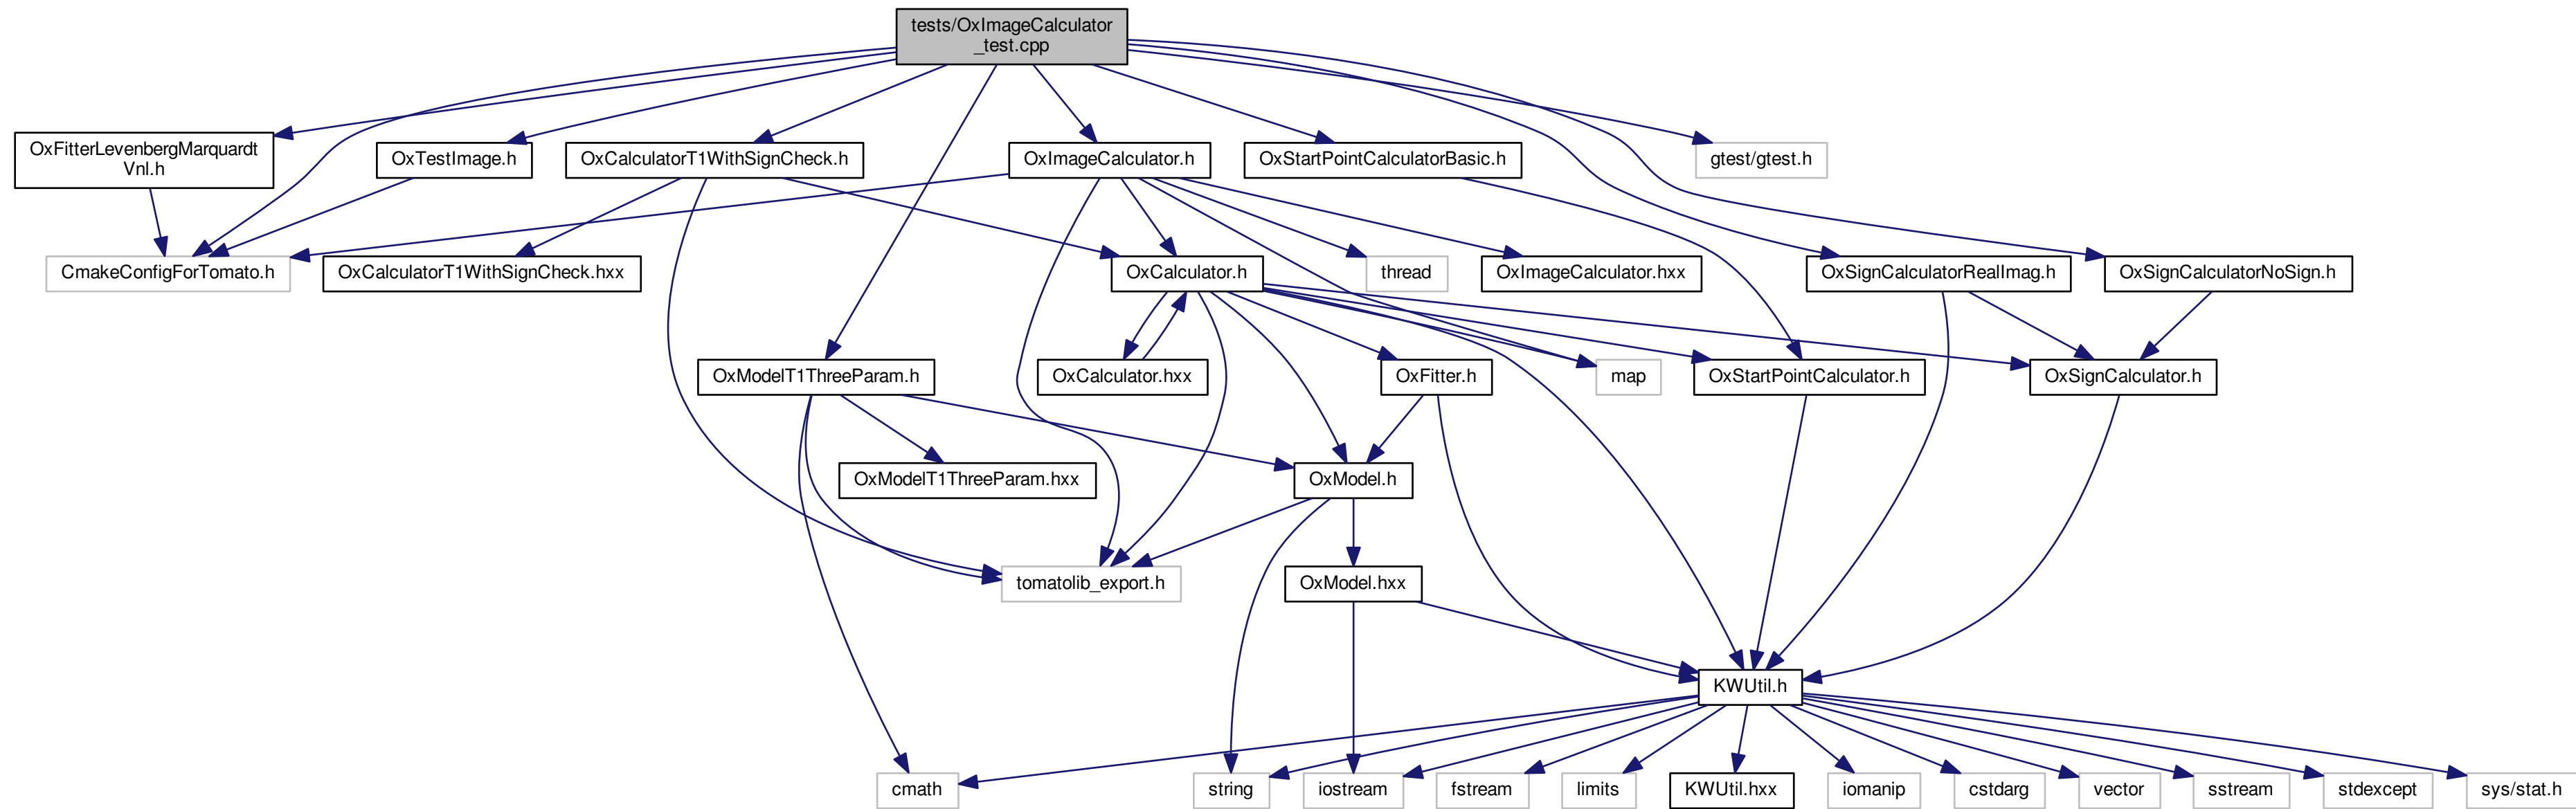 tests/OxImageCalculator
_test.cpp
OxFitterLevenbergMarquardt
Vnl.h
OxTestImage.h
OxCalculatorT1WithSignCheck.h
OxImageCalculator.h
OxStartPointCalculatorBasic.h
gtest/gtest.h
CmakeConfigForTomato.h
OxCalculatorT1WithSignCheck.hxx
OxCalculator.h
thread
OxImageCalculator.hxx
OxSignCalculatorRealImag.h
OxSignCalculatorNoSign.h
OxModelT1ThreeParam.h
OxCalculator.hxx
OxFitter.h
map
OxStartPointCalculator.h
OxSignCalculator.h
OxModelT1ThreeParam.hxx
OxModel.h
tomatolib_export.h
OxModel.hxx
KWUtil.h
cmath
string
iostream
fstream
limits
KWUtil.hxx
iomanip
cstdarg
vector
sstream
stdexcept
sys/stat.h